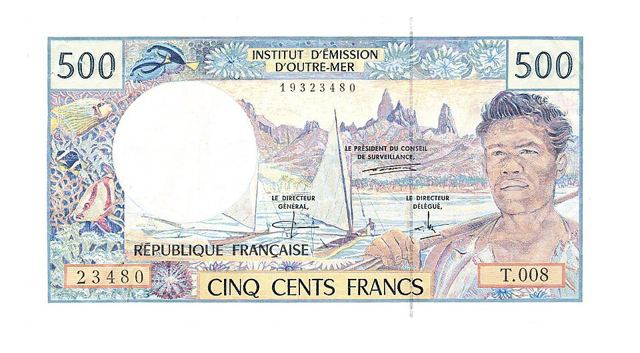 500
INSTITUT D'ÉMISSION
D'OUTRE-MER
500
19323480
LE PRÉSIDENT DU CONSEIL
DE SURVEILLANCE,
LE DIRECTEUR
GÉNÉRAL,
LE DIRECTEUR
DÉLÉGUÉ,
RÉPUBLIQUE FRANÇAISE
23480
T.008
CINQ CENTS FRANCS